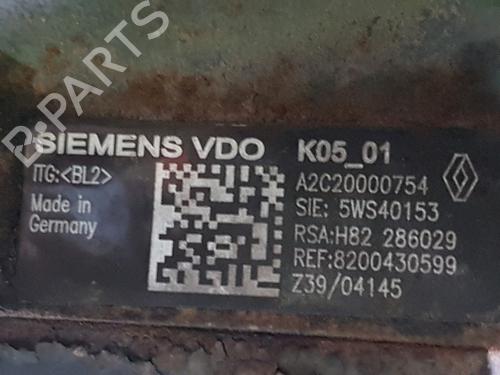 SIEMENS VDO
K05_01
ITG:<BL2>
A2C20000754
Made in
SIE: 5WS40153
Germany
RSA:H82 286029
REF:8200430599
Z39/04145
B-PARTS